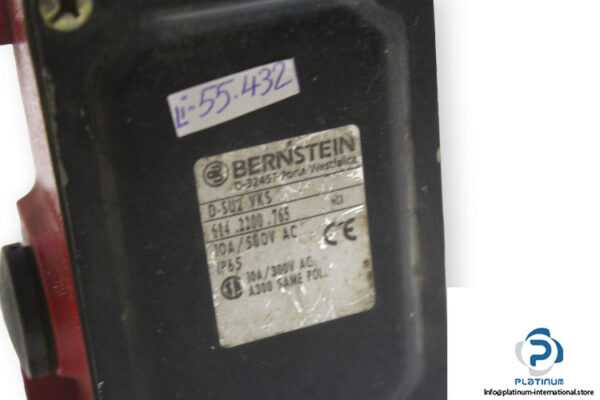 Li-55.432
BERNSTEIN
D-32457 Porta Westfalica
D-SU2 VKS
HCB
614.2200.765
10A/500V AC
CE
IP65
10A/300V AC
A300 SAME POL.
PLATINUM
Info@platinum-international.store